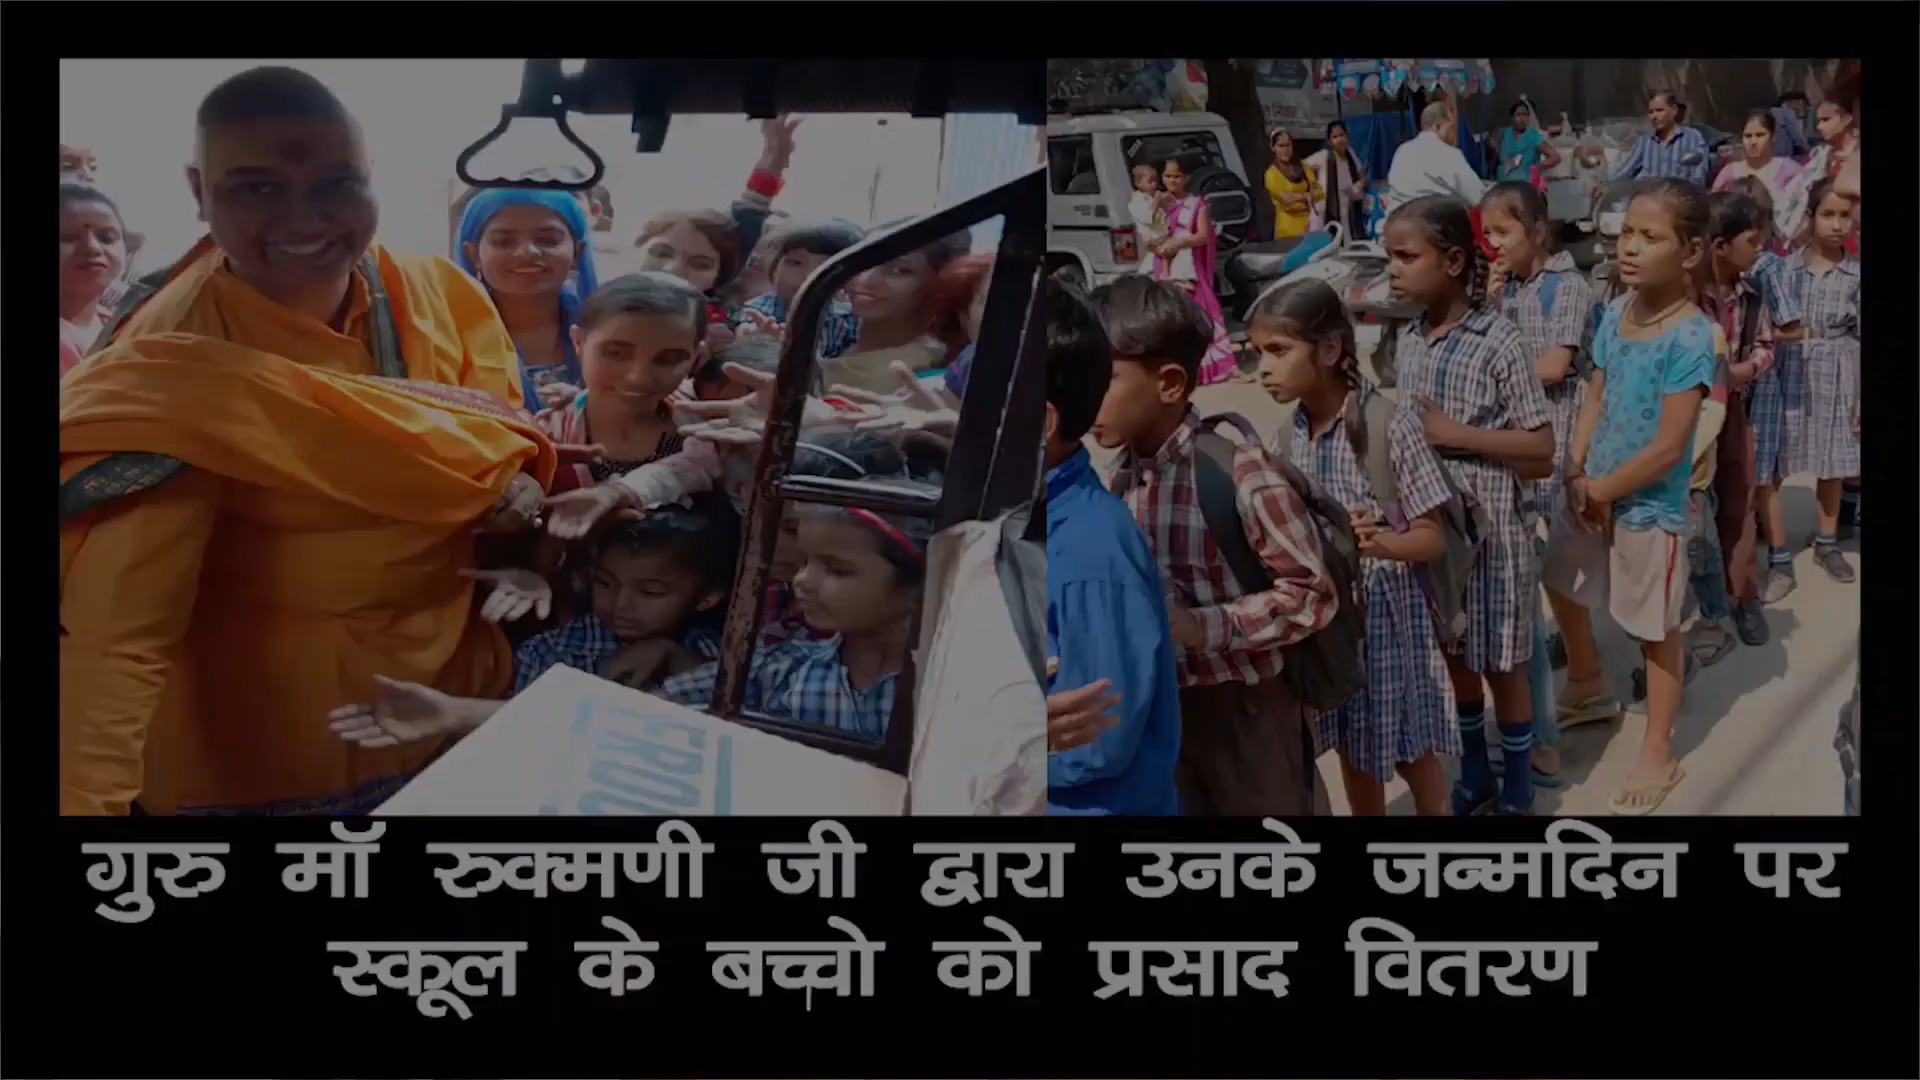 गुरु मॉ रुक्मणी जी द्वारा उनके जन्मदिन पर
स्कूल के बच्चो को प्रसाद वितरण